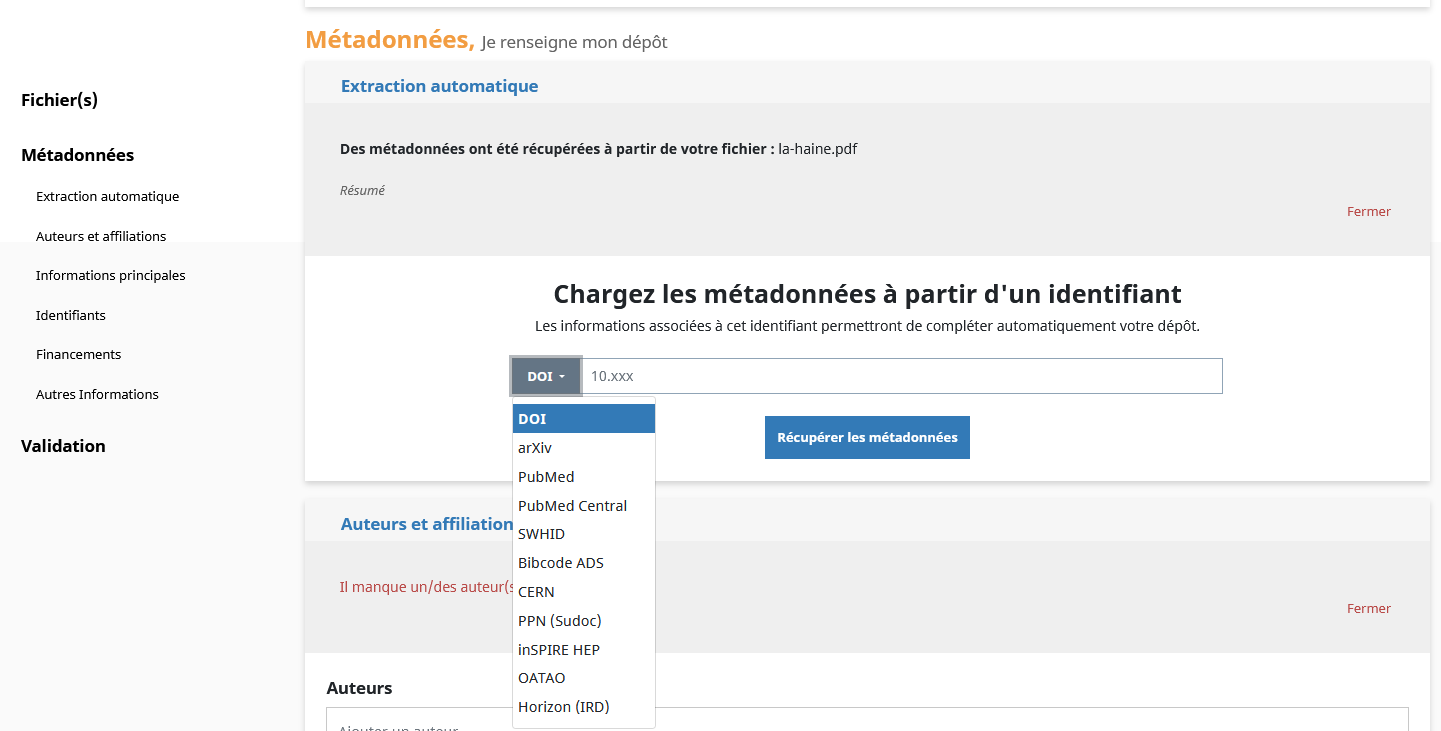 Métadonnées, Je renseigne mon dépôt
Fichier(s)
Métadonnées
Extraction automatique
Auteurs et affiliations
Informations principales
Identifiants
Financements
Autres Informations
Validation
Extraction automatique
Des métadonnées ont été récupérées à partir de votre fichier : la-haine.pdf
Résumé
Fermer
Chargez les métadonnées à partir d'un identifiant
Les informations associées à cet identifiant permettront de compléter automatiquement votre dépôt.
DOI 10.xxx
DOI
arXiv
PubMed
PubMed Central
SWHID
Bibcode ADS
CERN
PPN (Sudoc)
inSPIRE HEP
OATAO
Horizon (IRD)
Récupérer les métadonnées
Auteurs et affiliation
Il manque un/des auteur(s
Fermer
Auteurs
Ajouter un auteur